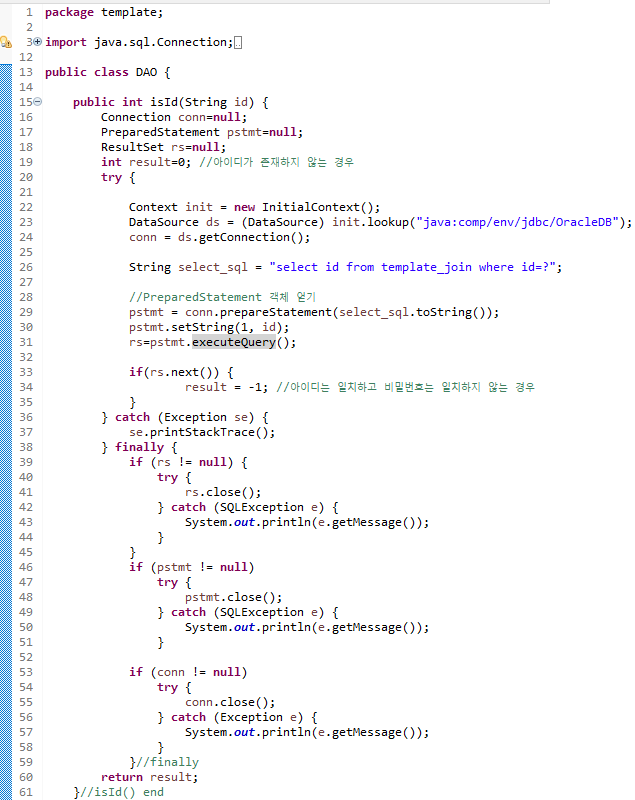 1 package template;
2
3 import java.sql.Connection;
12
13 public class DAO {
14
15 public int isId(String id) {
16 Connection conn=null;
17 PreparedStatement pstmt=null;
18 ResultSet rs=null;
19 int result=0; //아이디가 존재하지 않는 경우
20 try {
21
22 Context init = new InitialContext();
23 DataSource ds = (DataSource) init.lookup("java:comp/env/jdbc/OracleDB");
24 conn = ds.getConnection();
25
26 String select_sql = "select id from template_join where id=?";
27
28 //PreparedStatement 객체 얻기
29 pstmt = conn.prepareStatement(select_sql.toString());
30 pstmt.setString(1, id);
31 rs=pstmt.executeQuery();
32
33 if(rs.next()) {
34 result = -1; //아이디는 일치하고 비밀번호는 일치하지 않는 경우
35 }
36 } catch (Exception se) {
37 se.printStackTrace();
38 } finally {
39 if (rs != null) {
40 try {
41 rs.close();
42 } catch (SQLException e) {
43 System.out.println(e.getMessage());
44 }
45 }
46 if (pstmt != null)
47 try {
48 pstmt.close();
49 } catch (SQLException e) {
50 System.out.println(e.getMessage());
51 }
52
53 if (conn != null)
54 try {
55 conn.close();
56 } catch (Exception e) {
57 System.out.println(e.getMessage());
58 }
59 }//finally
60 return result;
61 }//isId() end